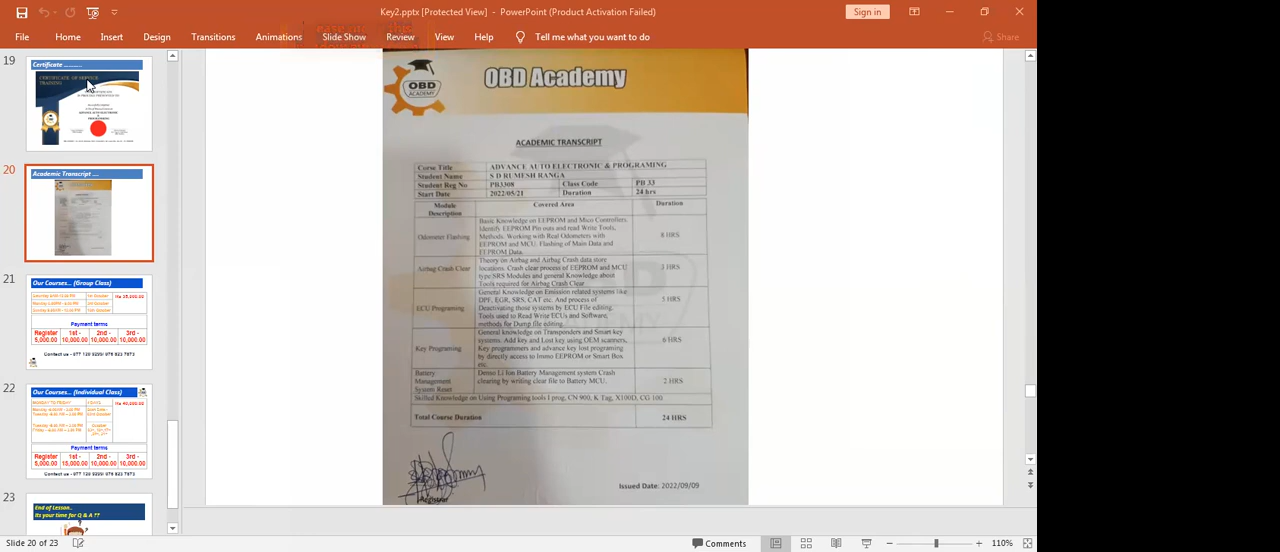 Key2.pptx [Protected View] - PowerPoint (Product Activation Failed)
Sign in
File Home Insert Design Transitions Animations Slide Show Review View Help Tell me what you want to do Share
19
Certificate ..........
CERTIFICATE OF SERVICE
TRAINING
20
Academic Transcript ....
21
Our Courses... (Group Class)
Payment terms
Register 1st - 2nd - 3rd -
5,000.00 10,000.00 10,000.00 10,000.00
22
Our Courses... (Individual Class)
Payment terms
Register 1st - 2nd - 3rd -
5,000.00 15,000.00 10,000.00 10,000.00
23
End of Lesson..
Its your time for Q & A ??
OBD
ACADEMY
OBD Academy
ACADEMIC TRANSCRIPT
Corse Title ADVANCE AUTO ELECTRONIC & PROGRAMING
Student Name S D RUMESH RANGA
Student Reg No PB3308 Class Code PB 33
Start Date 2022/05/21 Duration 24 hrs
Module Description Covered Area Duration
Odometer Flashing
Basic Knowledge on EEPROM and Mico Controllers.
Identify EEPROM Pin outs and read Write Tools,
Methods. Working with Real Odometers with
EEPROM and MCU. Flashing of Main Data and
EEPROM Data.
8 HRS
Airbag Crash Clear
Theory on Airbag and Airbag Crash data store
locations. Crash clear process of EEPROM and MCU
type SRS Modules and general Knowledge about
Tools required for Airbag Crash Clear
3 HRS
ECU Programing
General Knowledge on Emission related systems like
DPF, EGR, SRS, CAT etc. And process of
Deactivating those systems by ECU File editing.
Tools used to Read Write ECUs and Software,
methods for Dump file editing.
5 HRS
Key Programing
General knowledge on Transponders and Smart key
systems. Add key and Lost key using OEM scanners,
Key programmers and advance key lost programing
by directly access to Immo EEPROM or Smart Box
etc.
6 HRS
Battery
Management
System Reset
Denso Li Ion Battery Management system Crash
clearing by writing clear file to Battery MCU.
2 HRS
Skilled Knowledge on Using Programing tools I prog, CN 900, K Tag, X100D, CG 100
Total Course Duration 24 HRS
Registrar
Issued Date: 2022/09/09
Slide 20 of 23
Comments
110%